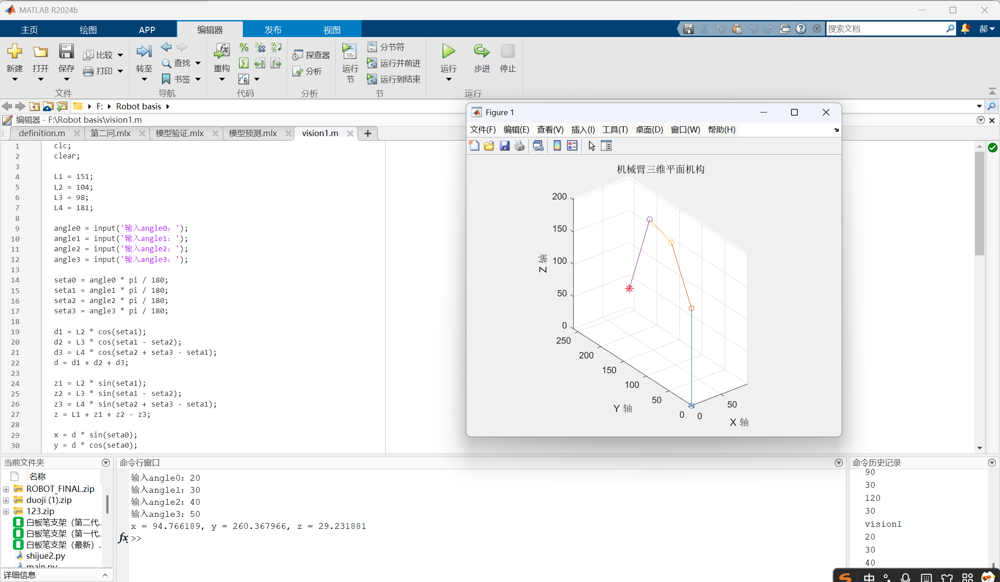 MATLAB R2024b
主页 绘图 APP 编辑器 发布 视图 搜索文档 郝
新建 打开 保存 比较 打印 转至 查找 书签 重构 探查器 分析 运行节 分节符 运行并前进 运行到结束 运行 步进 停止
文件 导航 代码 分析 节 运行
F: Robot basis
编辑器 - F:\Robot basis\vision1.m
definition.m 第二问.mlx 模型验证.mlx 模型预测.mlx vision1.m
1 clc;
2 clear;
3
4 L1 = 151;
5 L2 = 104;
6 L3 = 98;
7 L4 = 181;
8
9 angle0 = input('输入angle0：');
10 angle1 = input('输入angle1：');
11 angle2 = input('输入angle2：');
12 angle3 = input('输入angle3：');
13
14 seta0 = angle0 * pi / 180;
15 seta1 = angle1 * pi / 180;
16 seta2 = angle2 * pi / 180;
17 seta3 = angle3 * pi / 180;
18
19 d1 = L2 * cos(seta1);
20 d2 = L3 * cos(seta1 - seta2);
21 d3 = L4 * cos(seta2 + seta3 - seta1);
22 d = d1 + d2 + d3;
23
24 z1 = L2 * sin(seta1);
25 z2 = L3 * sin(seta1 - seta2);
26 z3 = L4 * sin(seta2 + seta3 - seta1);
27 z = L1 + z1 + z2 - z3;
28
29 x = d * sin(seta0);
30 y = d * cos(seta0);
Figure 1
文件(F) 编辑(E) 查看(V) 插入(I) 工具(T) 桌面(D) 窗口(W) 帮助(H)
机械臂三维平面机构
200
150
100
50
0
Z 轴
250
200
150
100
50
0
Y 轴
0
50
X 轴
当前文件夹
名称
ROBOT_FINAL.zip
duoji (1).zip
123.zip
白板笔支架（第二代..
白板笔支架（第一代..
白板笔支架（最新）..
shijue2.py
main.py
详细信息
命令行窗口
输入angle0：20
输入angle1：30
输入angle2：40
输入angle3：50
x = 94.766189, y = 260.367966, z = 29.231881
fx >>
命令历史记录
90
30
120
30
vision1
20
30
40
中